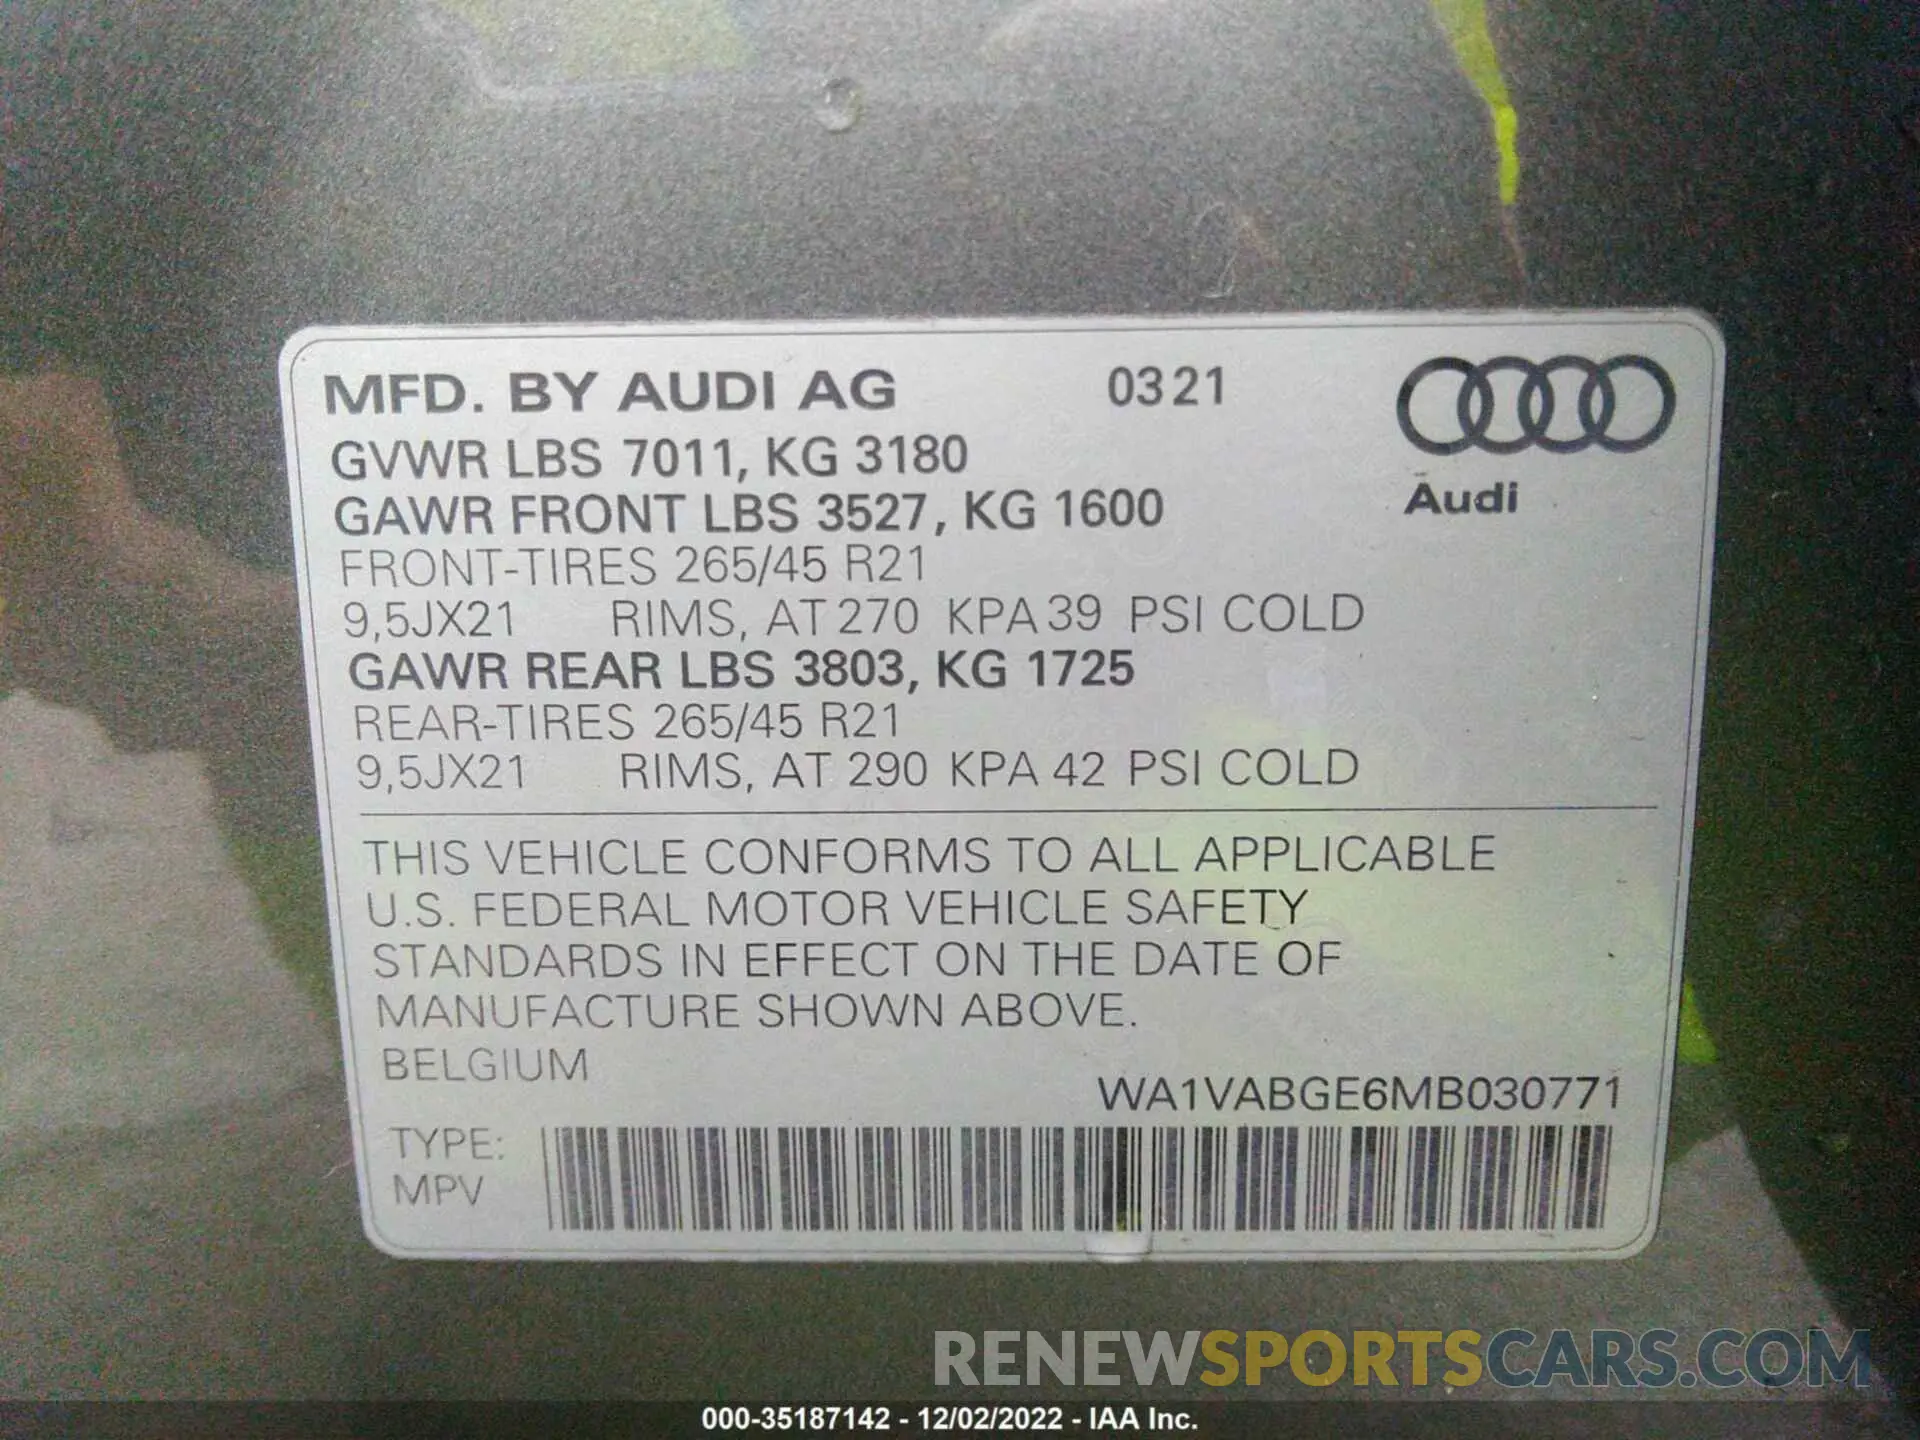 MFD. BY AUDI AG 0321
GVWR LBS 7011, KG 3180
GAWR FRONT LBS 3527, KG 1600
Audi
FRONT-TIRES 265/45 R21
9,5JX21 RIMS, AT 270 KPA 39 PSI COLD
GAWR REAR LBS 3803, KG 1725
REAR-TIRES 265/45 R21
9,5JX21 RIMS, AT 290 KPA 42 PSI COLD
THIS VEHICLE CONFORMS TO ALL APPLICABLE
U.S. FEDERAL MOTOR VEHICLE SAFETY
STANDARDS IN EFFECT ON THE DATE OF
MANUFACTURE SHOWN ABOVE.
BELGIUM
WA1VABGE6MB030771
TYPE:
MPV
RENEWSPORTSCARS.COM
000-35187142 - 12/02/2022 - IAA Inc.